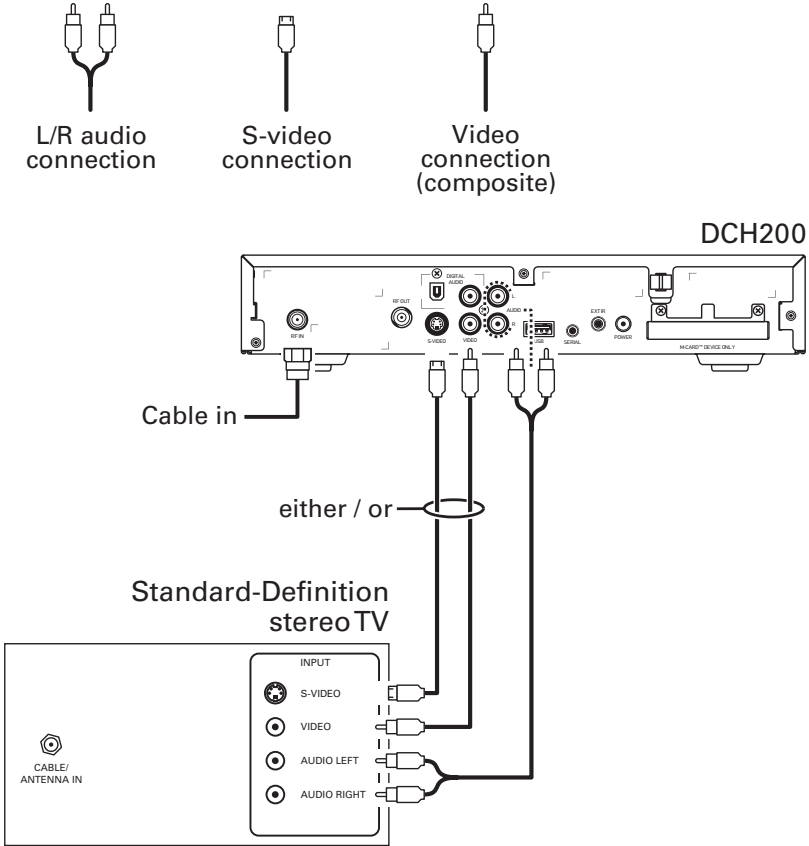 L/R audio
connection
S-video
connection
Video
connection
(composite)
DCH200
DIGITAL
AUDIO
RF OUT
L
AUDIO
R
EXT IR
RF IN
S-VIDEO
VIDEO
USB
SERIAL
POWER
M-CARD™ DEVICE ONLY
Cable in
either / or
Standard-Definition
stereo TV
INPUT
S-VIDEO
VIDEO
AUDIO LEFT
AUDIO RIGHT
CABLE/
ANTENNA IN